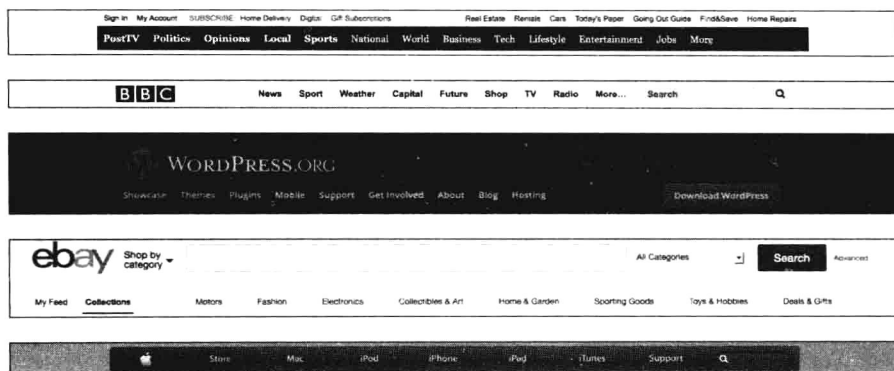 Sign In My Account SUBSCRIBE Home Delivery Digital Gift Subscriptions Real Estate Rentals Cars Today's Paper Going Out Guide Find&Save Home Repairs
PostTV Politics Opinions Local Sports National World Business Tech Lifestyle Entertainment Jobs More
BBC News Sport Weather Capital Future Shop TV Radio More... Search
WORDPRESS.ORG
Showcase Themes Plugins Mobile Support Get Involved About Blog Hosting Download WordPress
ebay Shop by category All Categories Search Advanced
My Feed Collections Motors Fashion Electronics Collectibles & Art Home & Garden Sporting Goods Toys & Hobbies Deals & Gifts
Store Mac iPod iPhone iPad iTunes Support